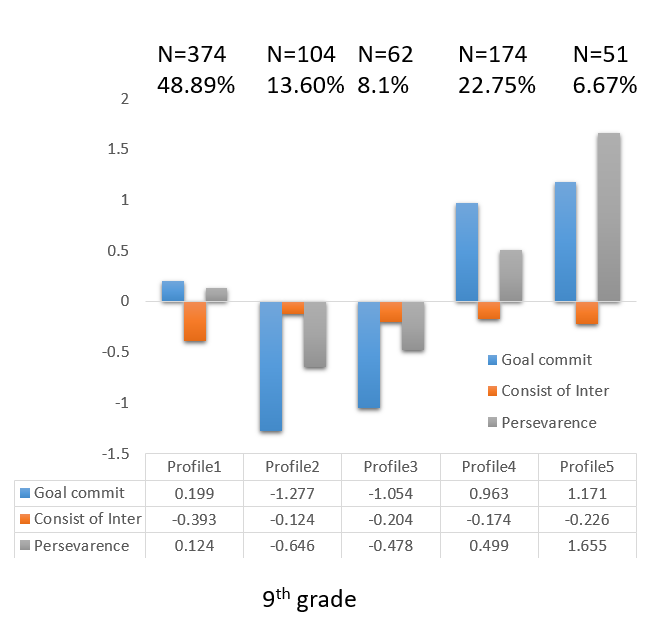 N=374 N=104 N=62 N=174 N=51
48.89% 13.60% 8.1% 22.75% 6.67%
2
1.5
1
0.5
0
-0.5
-1
-1.5
Goal commit
Consist of Inter
Persevarence
Profile1 Profile2 Profile3 Profile4 Profile5
Goal commit 0.199 -1.277 -1.054 0.963 1.171
Consist of Inter -0.393 -0.124 -0.204 -0.174 -0.226
Persevarence 0.124 -0.646 -0.478 0.499 1.655
9th grade